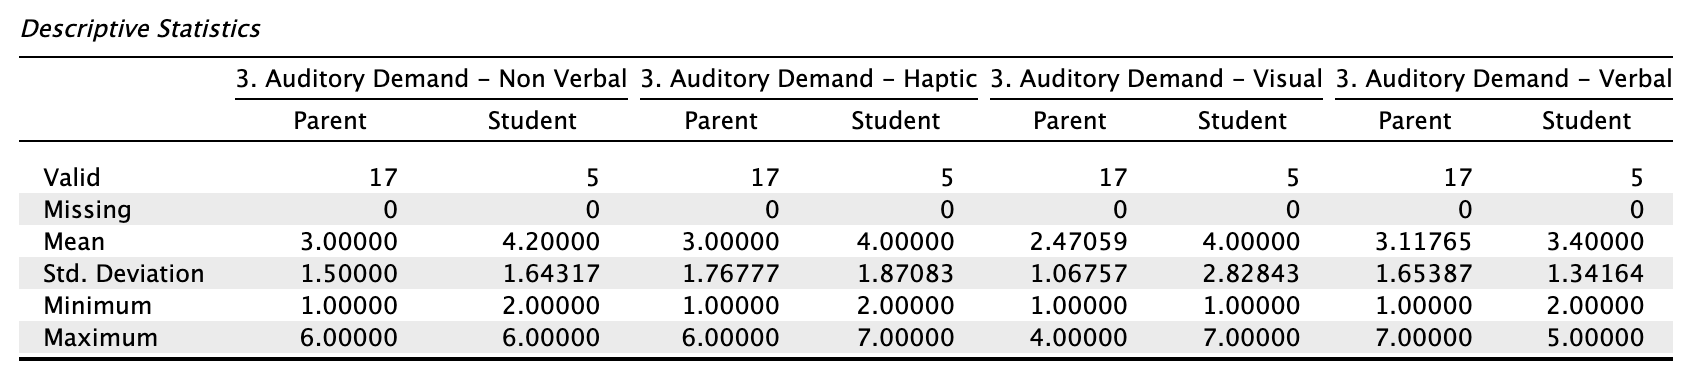 Descriptive Statistics
3. Auditory Demand – Non Verbal 3. Auditory Demand – Haptic 3. Auditory Demand – Visual 3. Auditory Demand – Verbal
Parent Student Parent Student Parent Student Parent Student
Valid 17 5 17 5 17 5 17 5
Missing 0 0 0 0 0 0 0 0
Mean 3.00000 4.20000 3.00000 4.00000 2.47059 4.00000 3.11765 3.40000
Std. Deviation 1.50000 1.64317 1.76777 1.87083 1.06757 2.82843 1.65387 1.34164
Minimum 1.00000 2.00000 1.00000 2.00000 1.00000 1.00000 1.00000 2.00000
Maximum 6.00000 6.00000 6.00000 7.00000 4.00000 7.00000 7.00000 5.00000